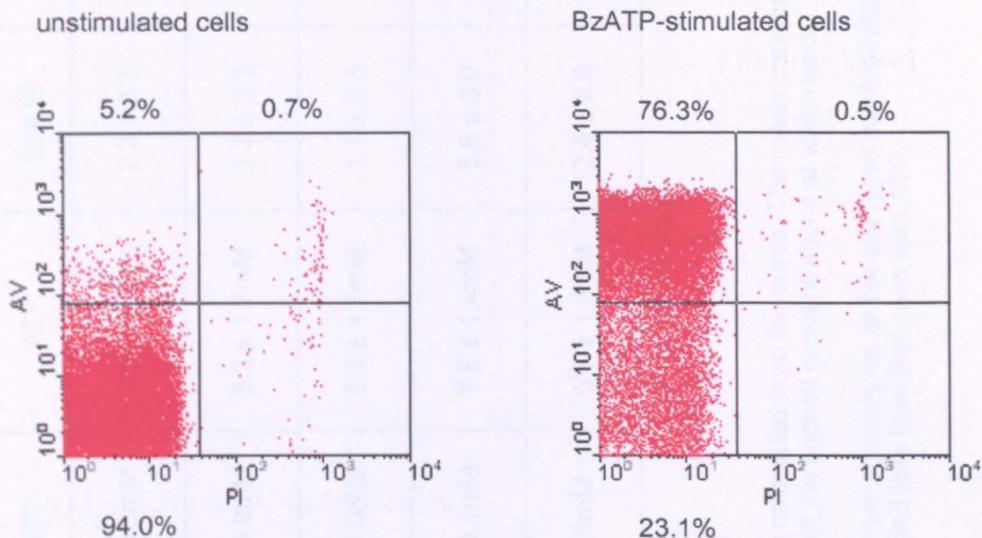 unstimulated cells
BzATP-stimulated cells
5.2% 0.7%
76.3% 0.5%
AV
10⁴
10³
10²
10¹
10⁰
10⁰ 10¹ 10² 10³ 10⁴
PI
94.0%
AV
10⁴
10³
10²
10¹
10⁰
10⁰ 10¹ 10² 10³ 10⁴
PI
23.1%